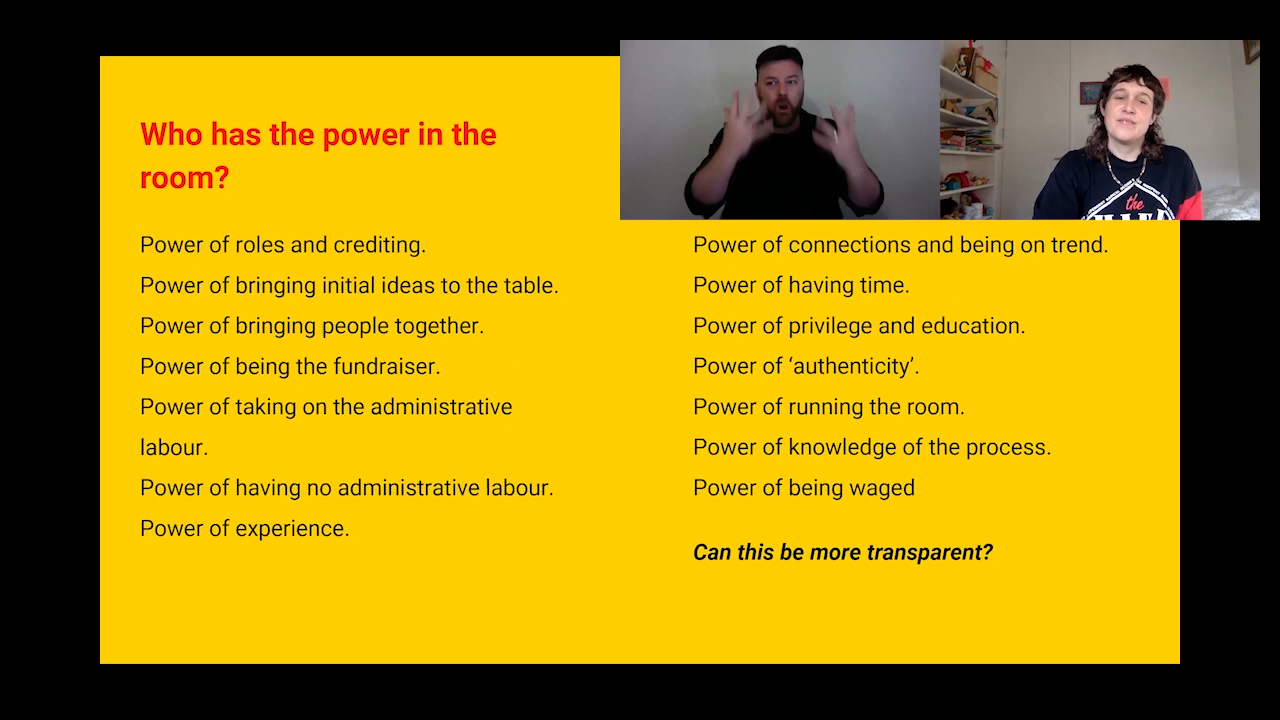 Who has the power in the
room?
Power of roles and crediting.
Power of bringing initial ideas to the table.
Power of bringing people together.
Power of being the fundraiser.
Power of taking on the administrative
labour.
Power of having no administrative labour.
Power of experience.
Power of connections and being on trend.
Power of having time.
Power of privilege and education.
Power of ‘authenticity’.
Power of running the room.
Power of knowledge of the process.
Power of being waged
Can this be more transparent?
the